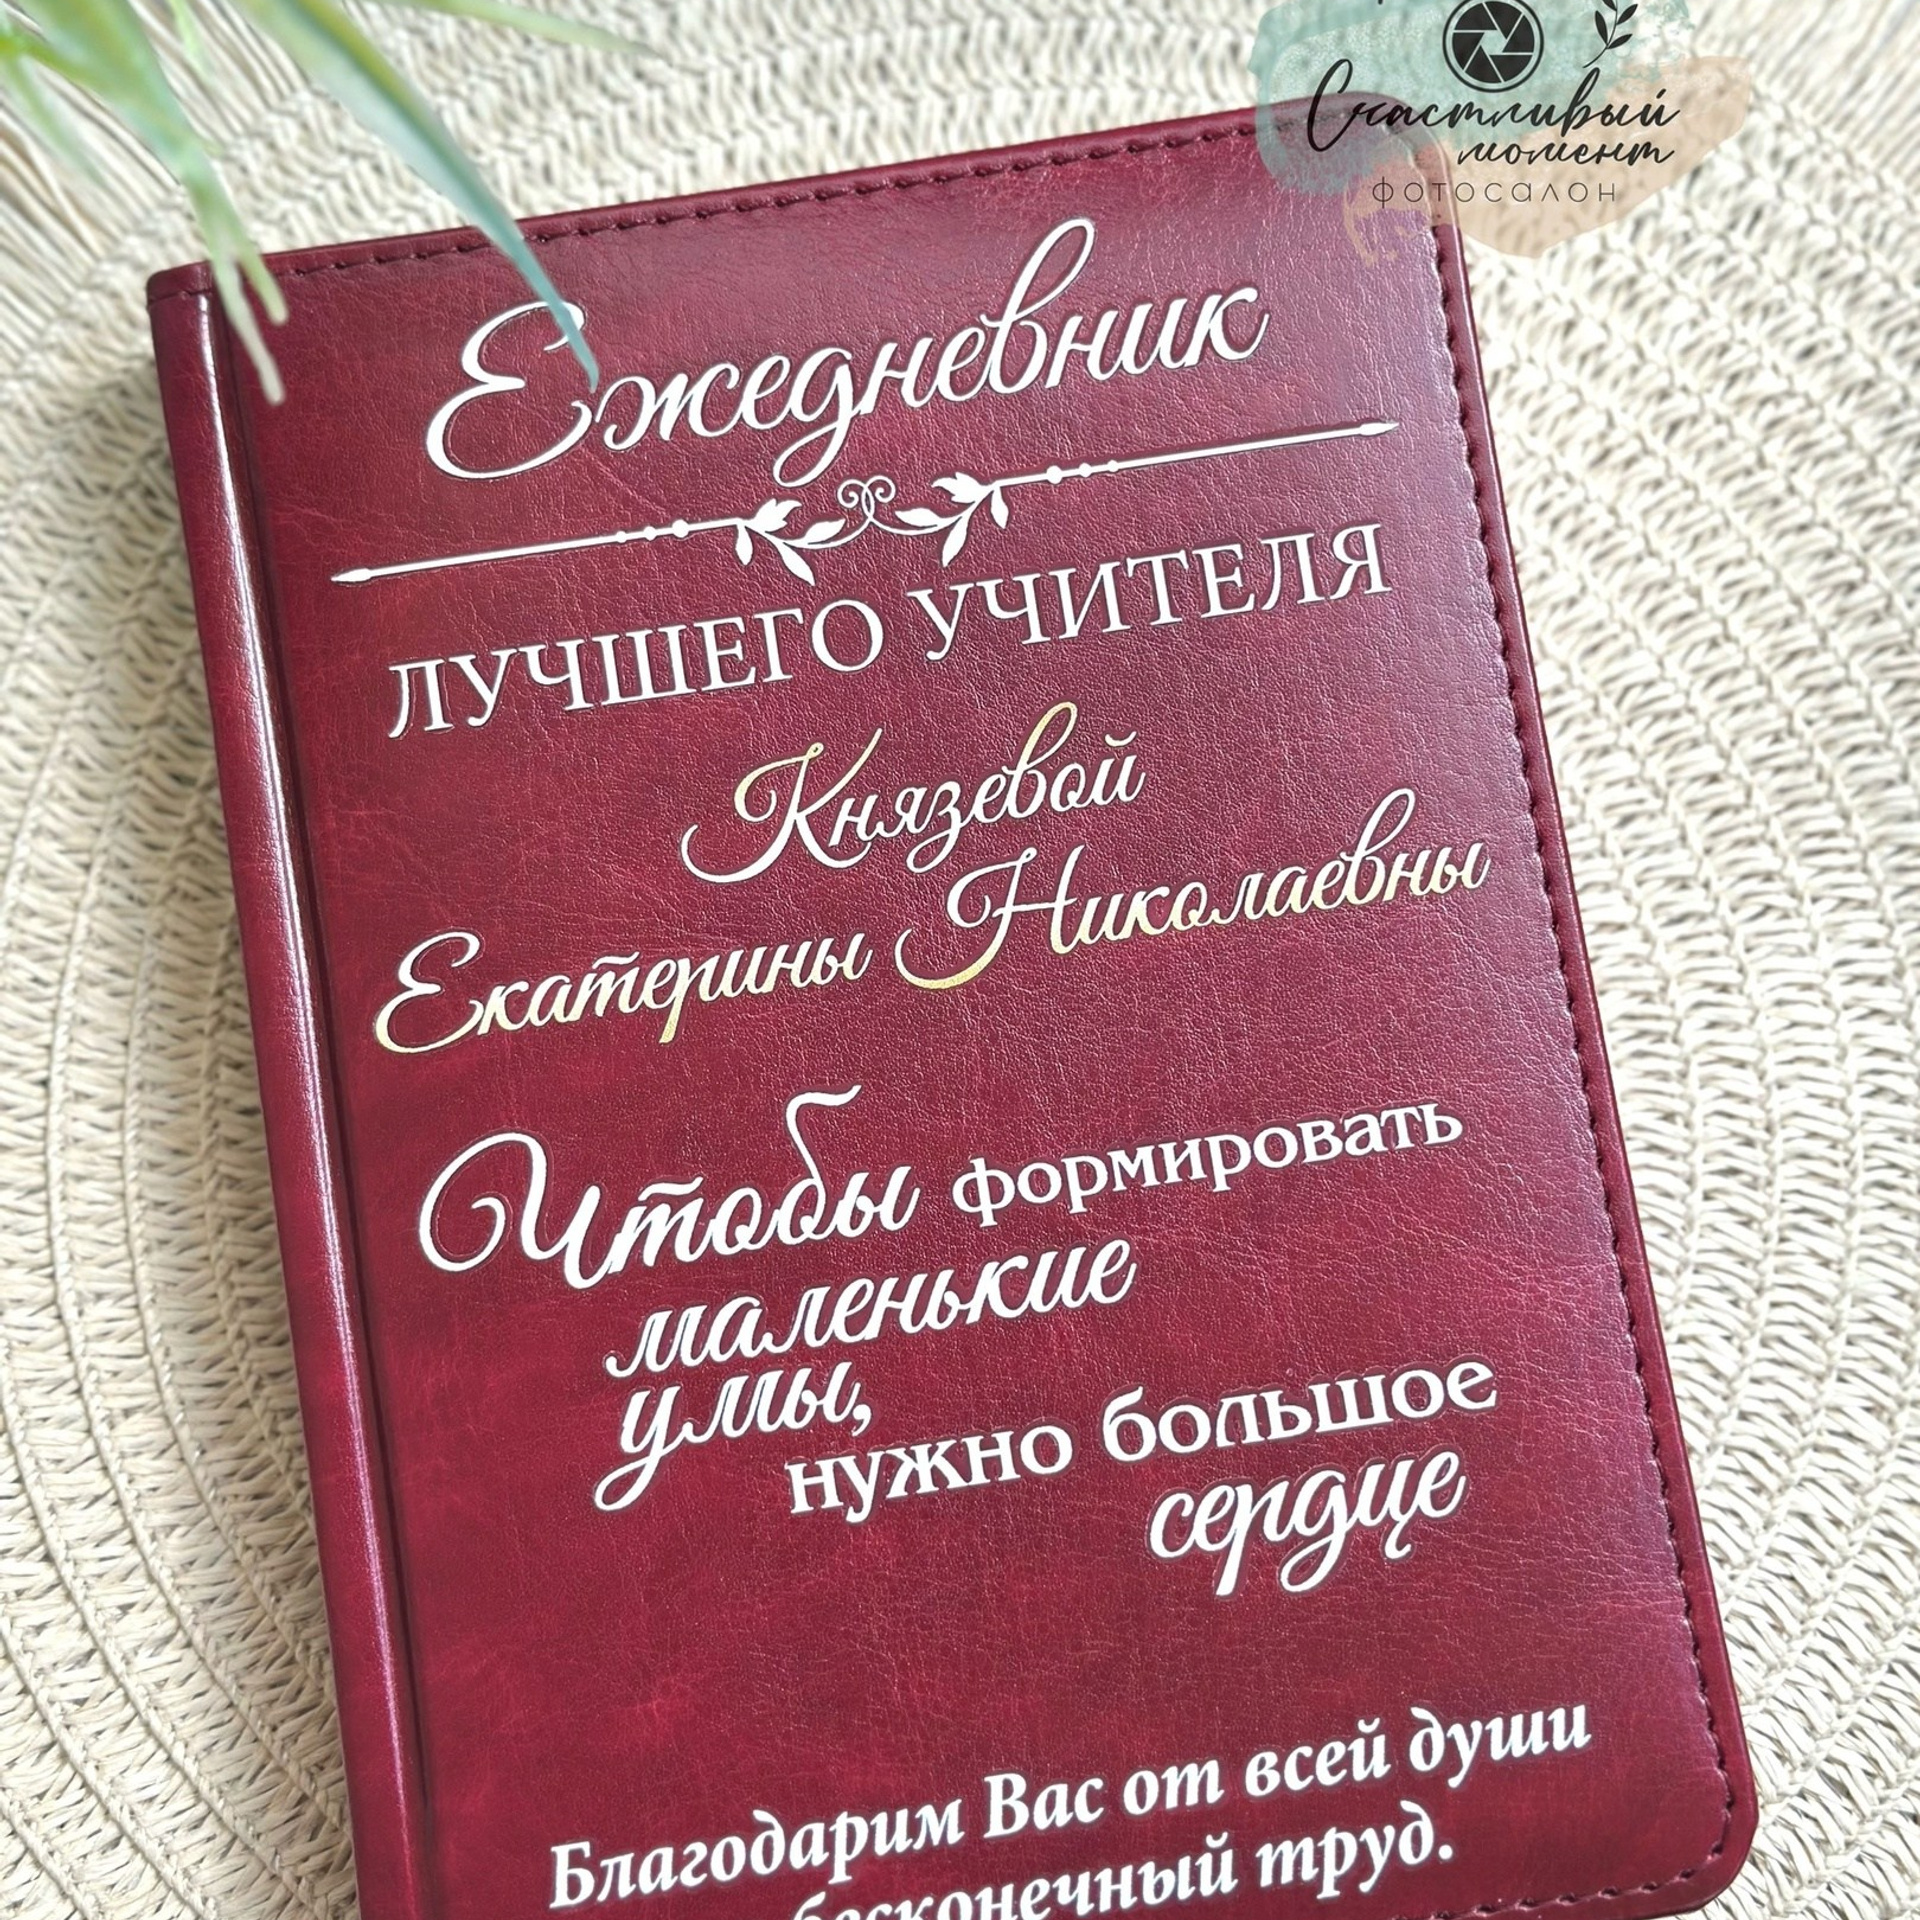 Счастливый
момент
фотосалон
Ежедневник
ЛУЧШЕГО УЧИТЕЛЯ
Князевой
Екатерины Николаевны
Чтобы формировать
маленькие
умы,
нужно большое
сердце
Благодарим Вас от всей души
бесконечный труд.